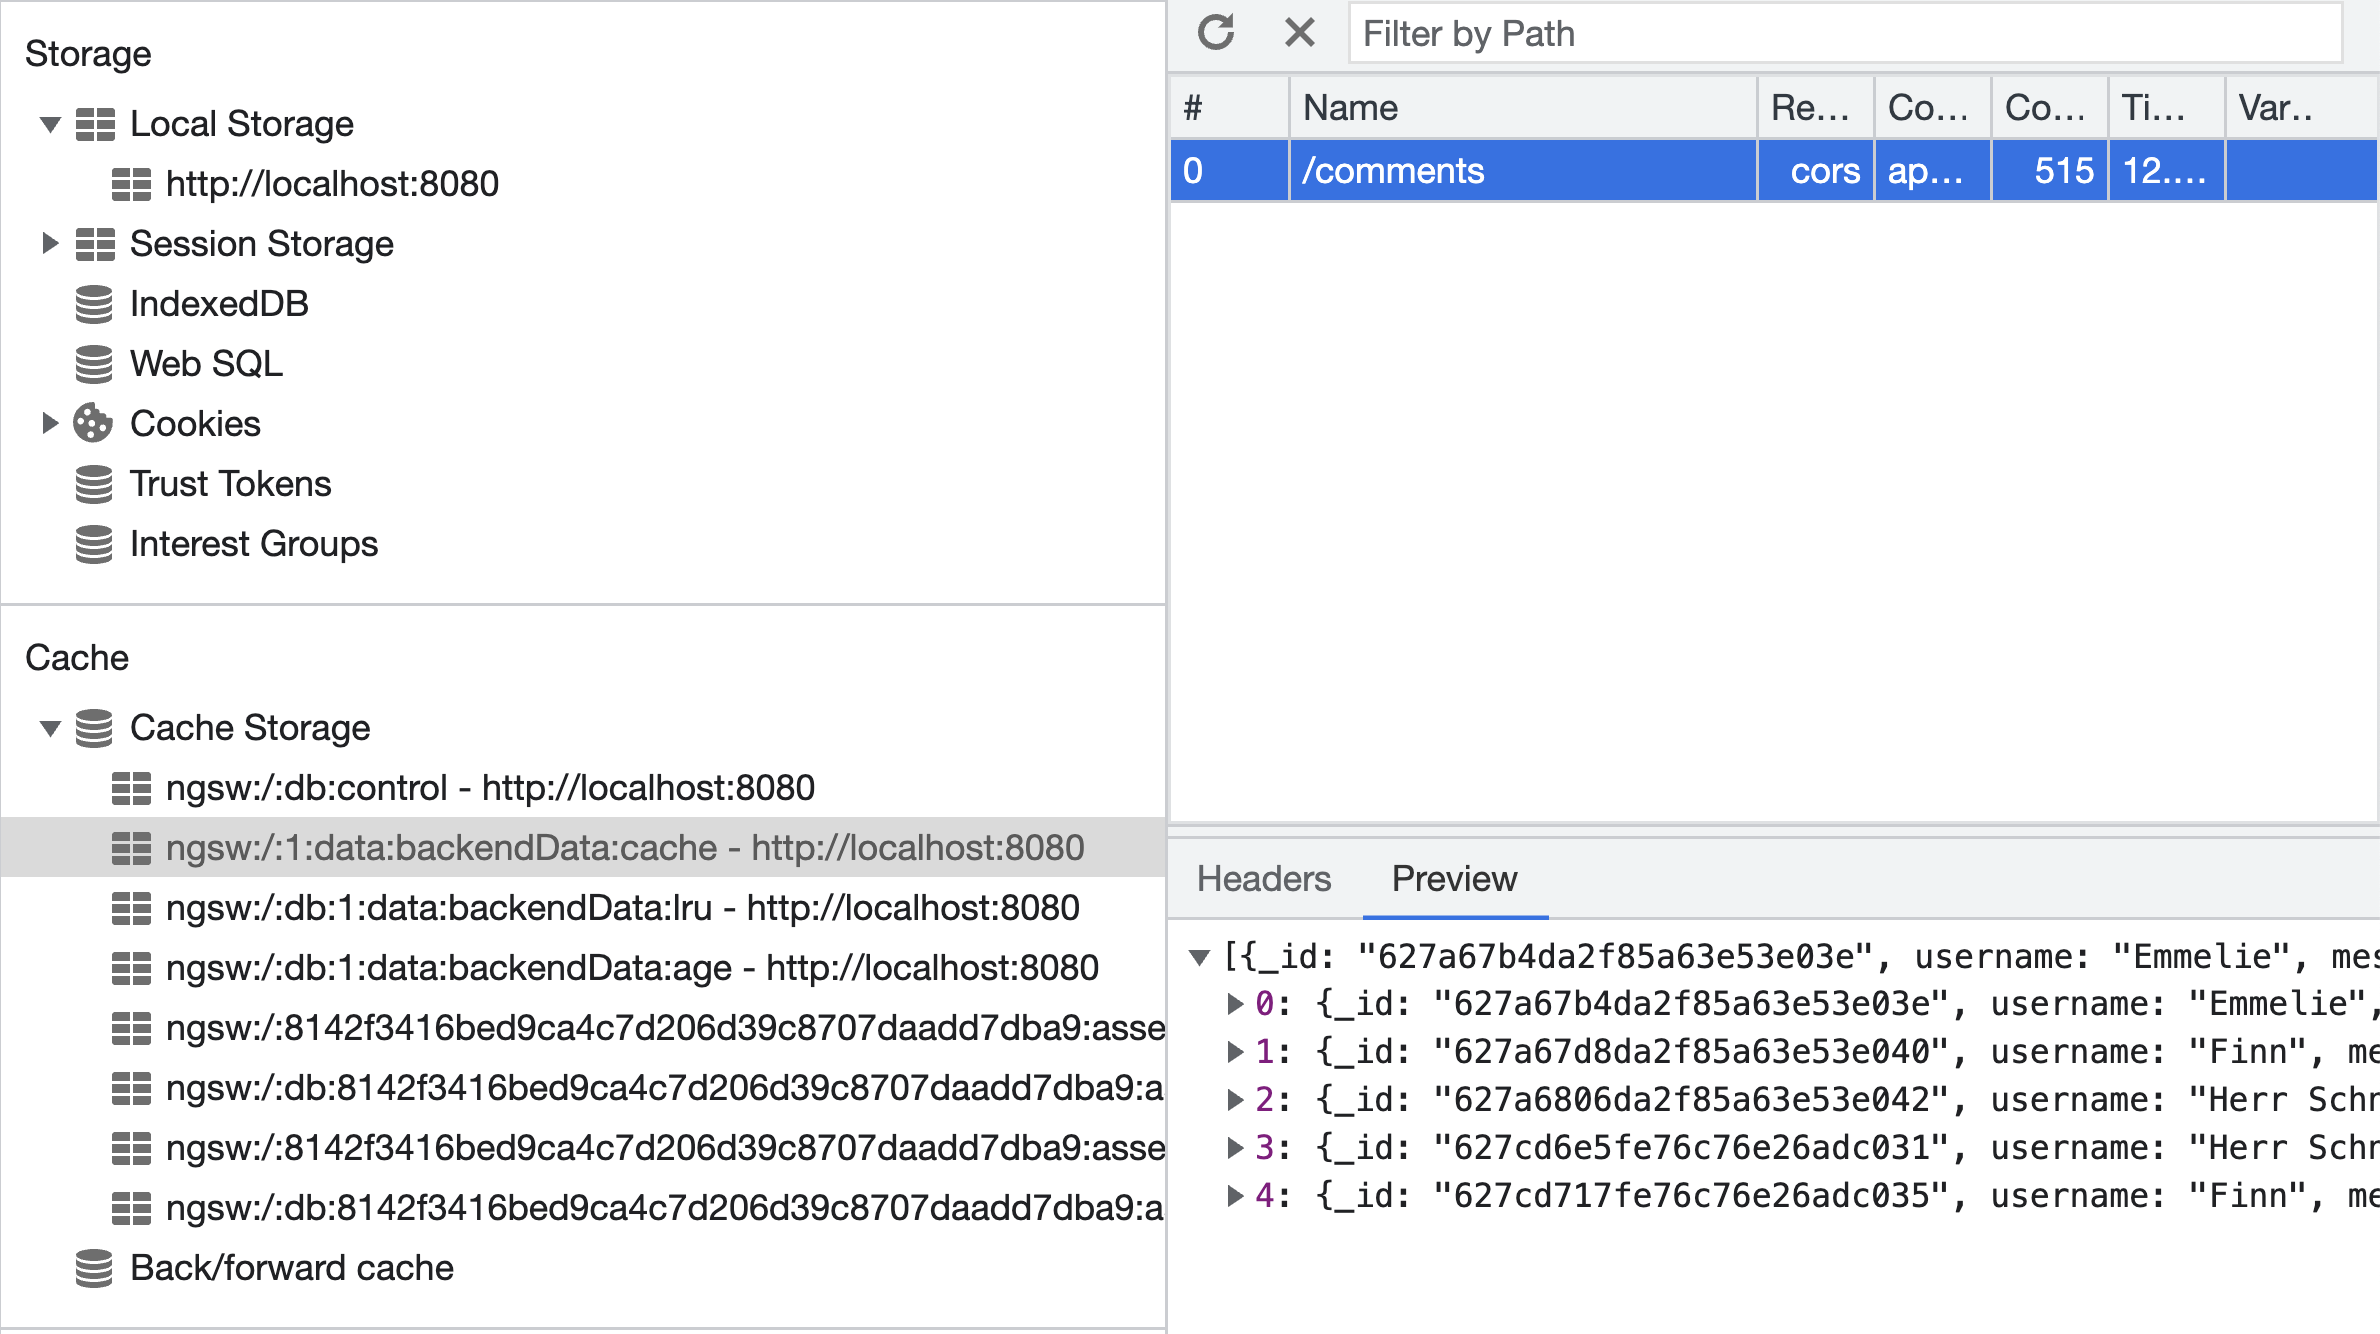 Storage
Local Storage
http://localhost:8080
Session Storage
IndexedDB
Web SQL
Cookies
Trust Tokens
Interest Groups
Cache
Cache Storage
ngsw:/:db:control - http://localhost:8080
ngsw:/:1:data:backendData:cache - http://localhost:8080
ngsw:/:db:1:data:backendData:lru - http://localhost:8080
ngsw:/:db:1:data:backendData:age - http://localhost:8080
ngsw:/:8142f3416bed9ca4c7d206d39c8707daadd7dba9:asse
ngsw:/:db:8142f3416bed9ca4c7d206d39c8707daadd7dba9:a
ngsw:/:8142f3416bed9ca4c7d206d39c8707daadd7dba9:asse
ngsw:/:db:8142f3416bed9ca4c7d206d39c8707daadd7dba9:a
Back/forward cache
Filter by Path
# Name Re... Co... Co... Ti... Var..
0 /comments cors ap... 515 12....
Headers Preview
[{_id: "627a67b4da2f85a63e53e03e", username: "Emmelie", mes
0: {_id: "627a67b4da2f85a63e53e03e", username: "Emmelie",
1: {_id: "627a67d8da2f85a63e53e040", username: "Finn", me
2: {_id: "627a6806da2f85a63e53e042", username: "Herr Schn
3: {_id: "627cd6e5fe76c76e26adc031", username: "Herr Schn
4: {_id: "627cd717fe76c76e26adc035", username: "Finn", me